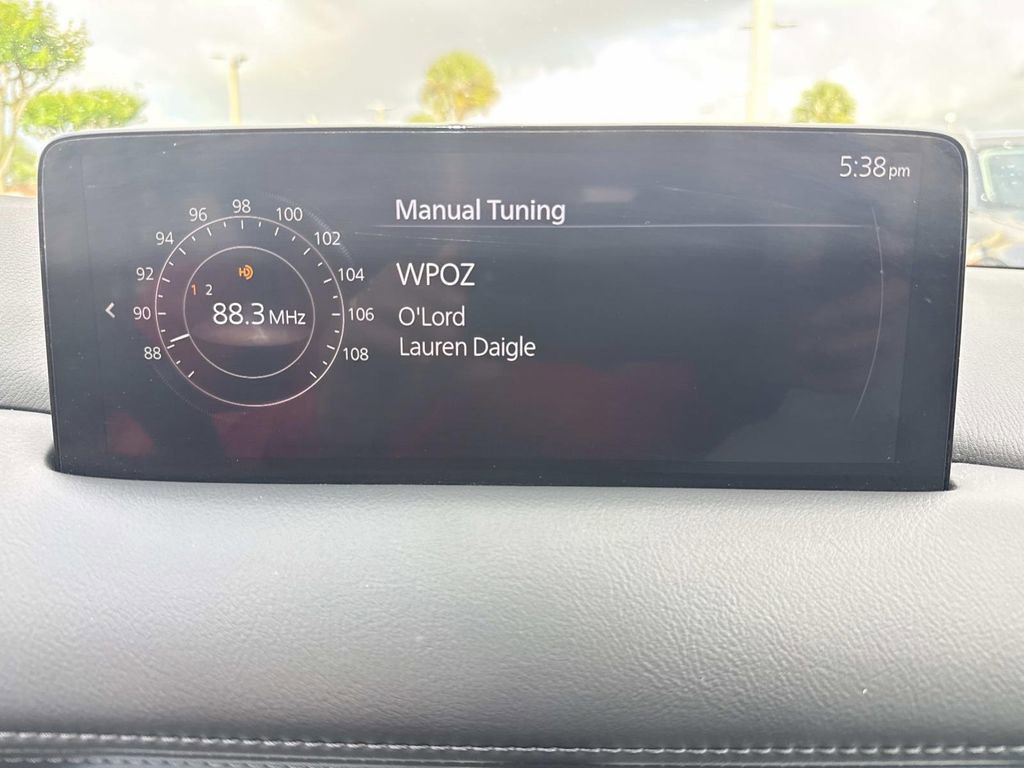 5:38pm
Manual Tuning
96 98 100
94 102
92 104
HD
1 2
90 88.3 MHz 106
88 108
WPOZ
O'Lord
Lauren Daigle